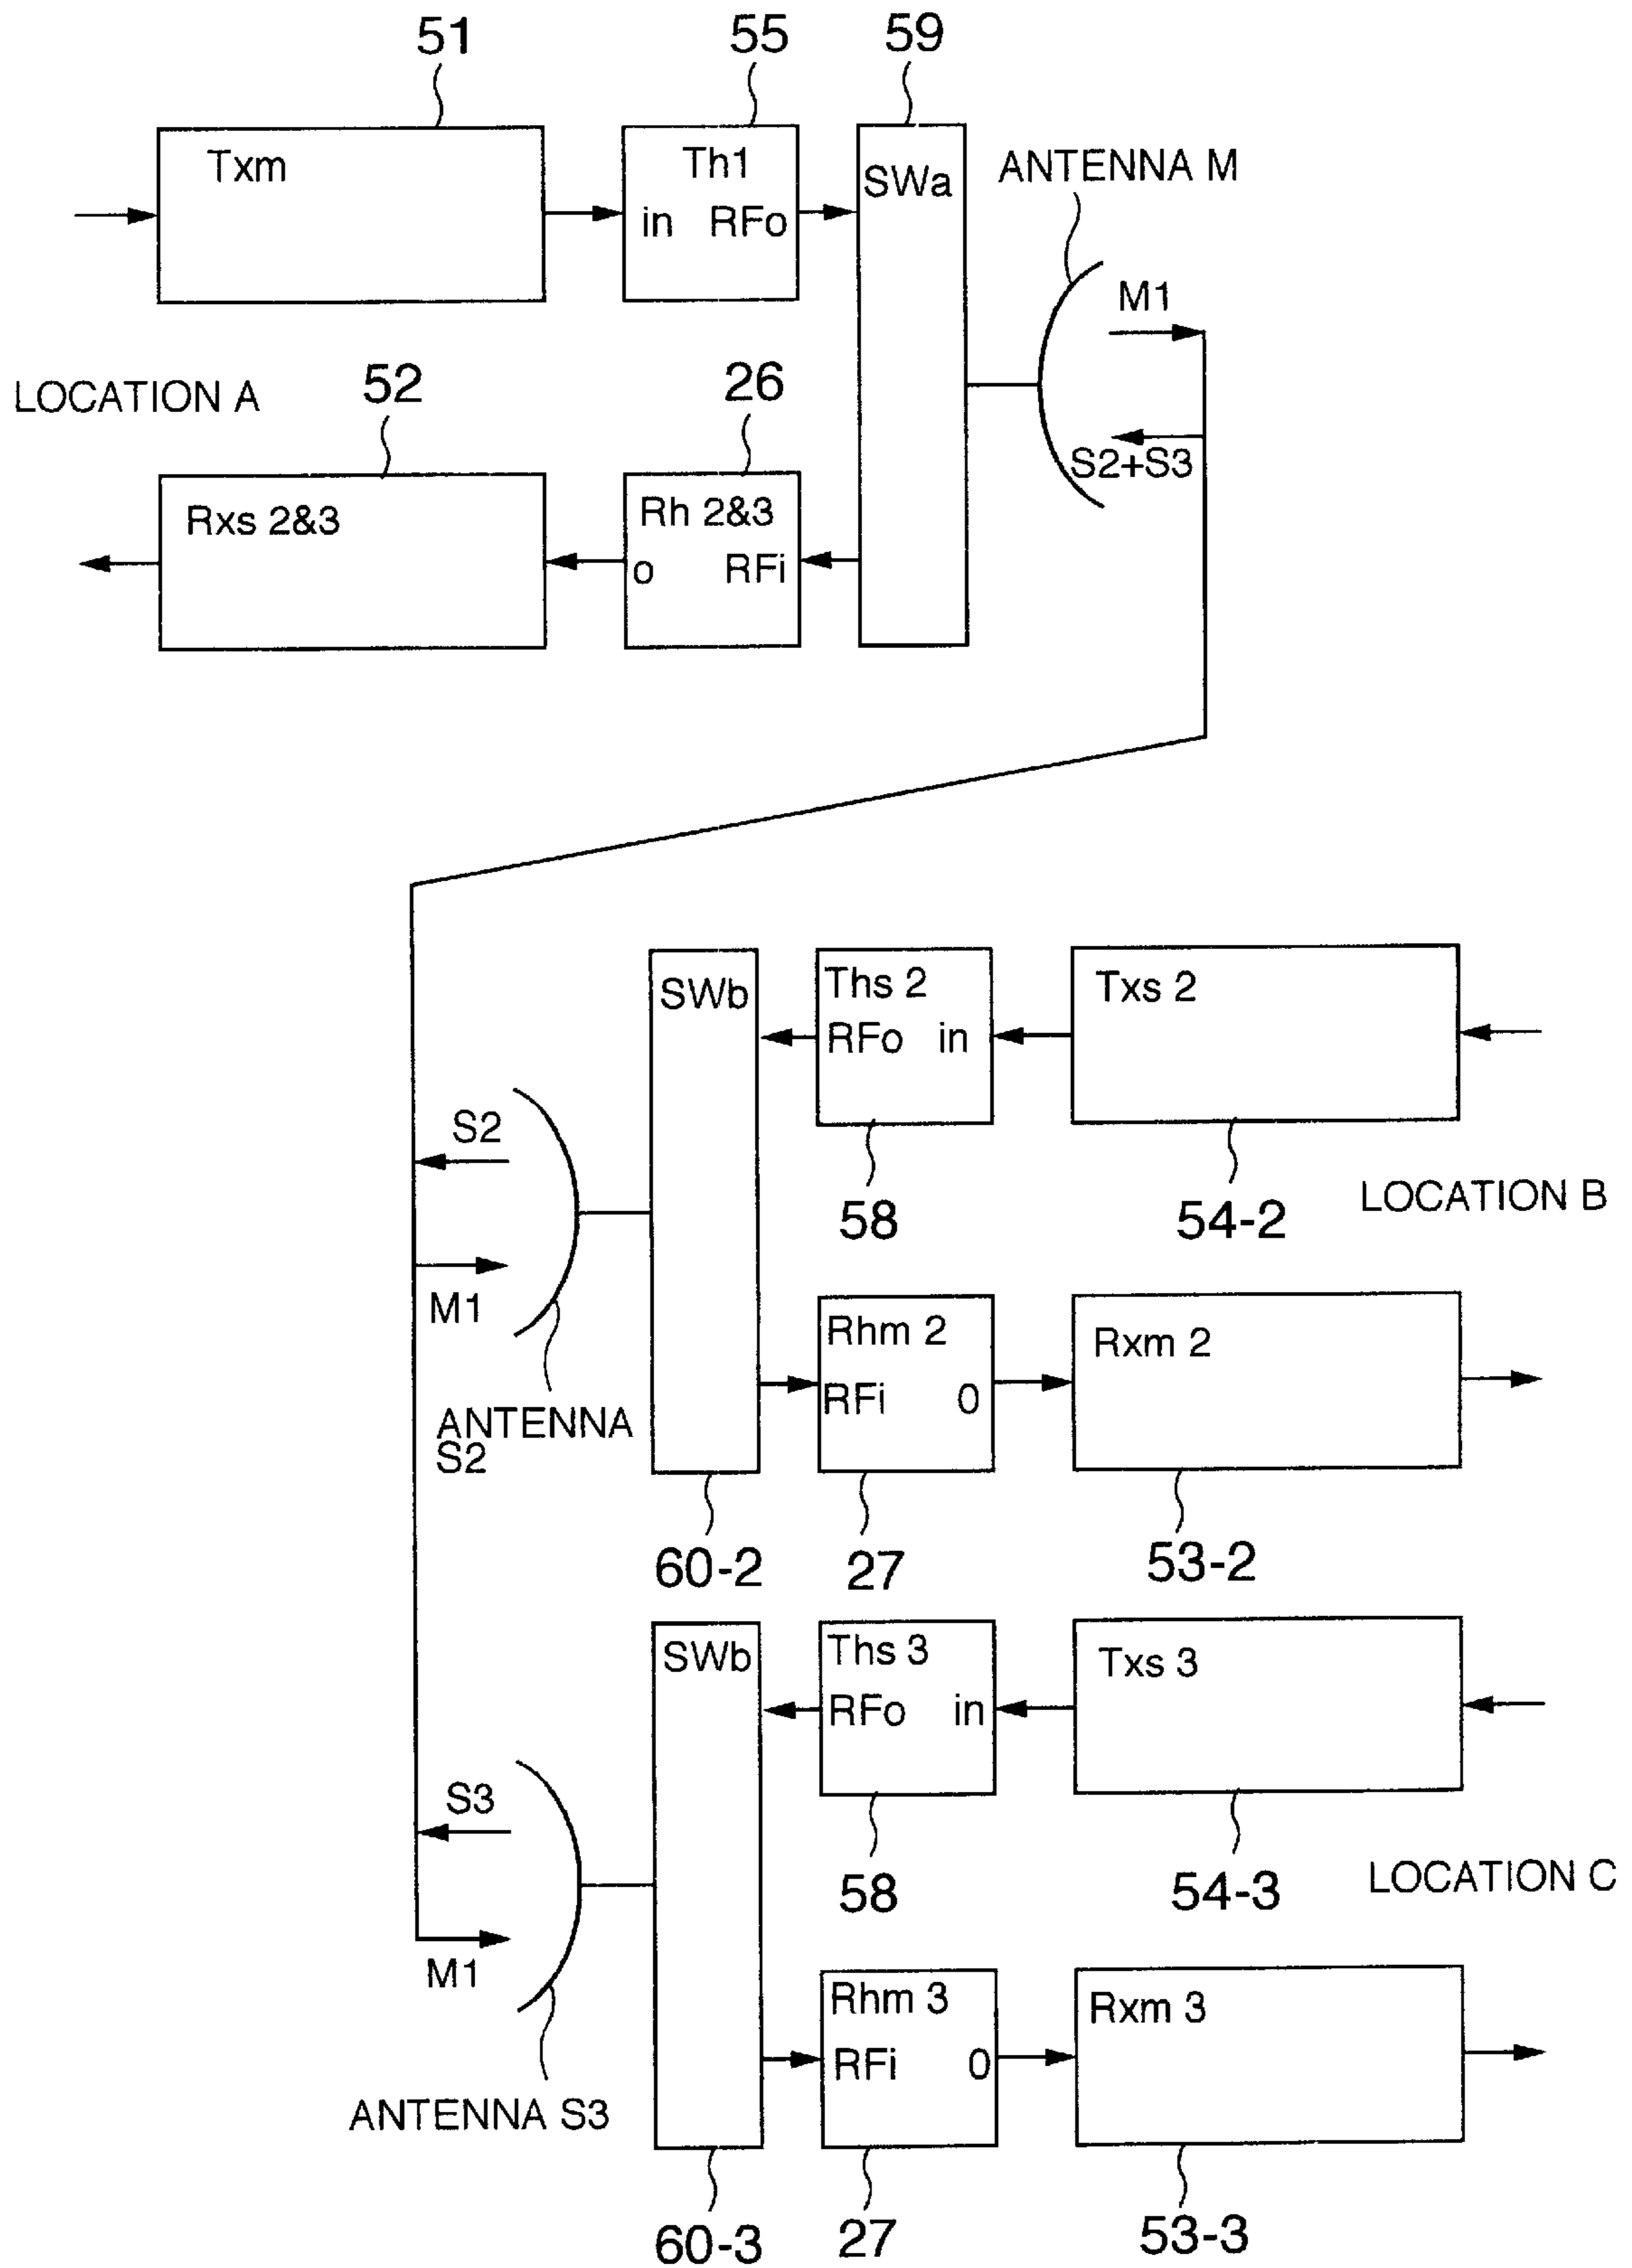 51
55
59
Txm
Th1
in RFo
SWa
ANTENNA M
M1
LOCATION A
52
26
S2+S3
Rxs 2&3
Rh 2&3
o RFi
SWb
Ths 2
RFo in
Txs 2
S2
58
54-2
LOCATION B
M1
Rhm 2
RFi 0
Rxm 2
ANTENNA
S2
60-2
27
53-2
SWb
Ths 3
RFo in
Txs 3
S3
58
54-3
LOCATION C
M1
Rhm 3
RFi 0
Rxm 3
ANTENNA S3
60-3
27
53-3